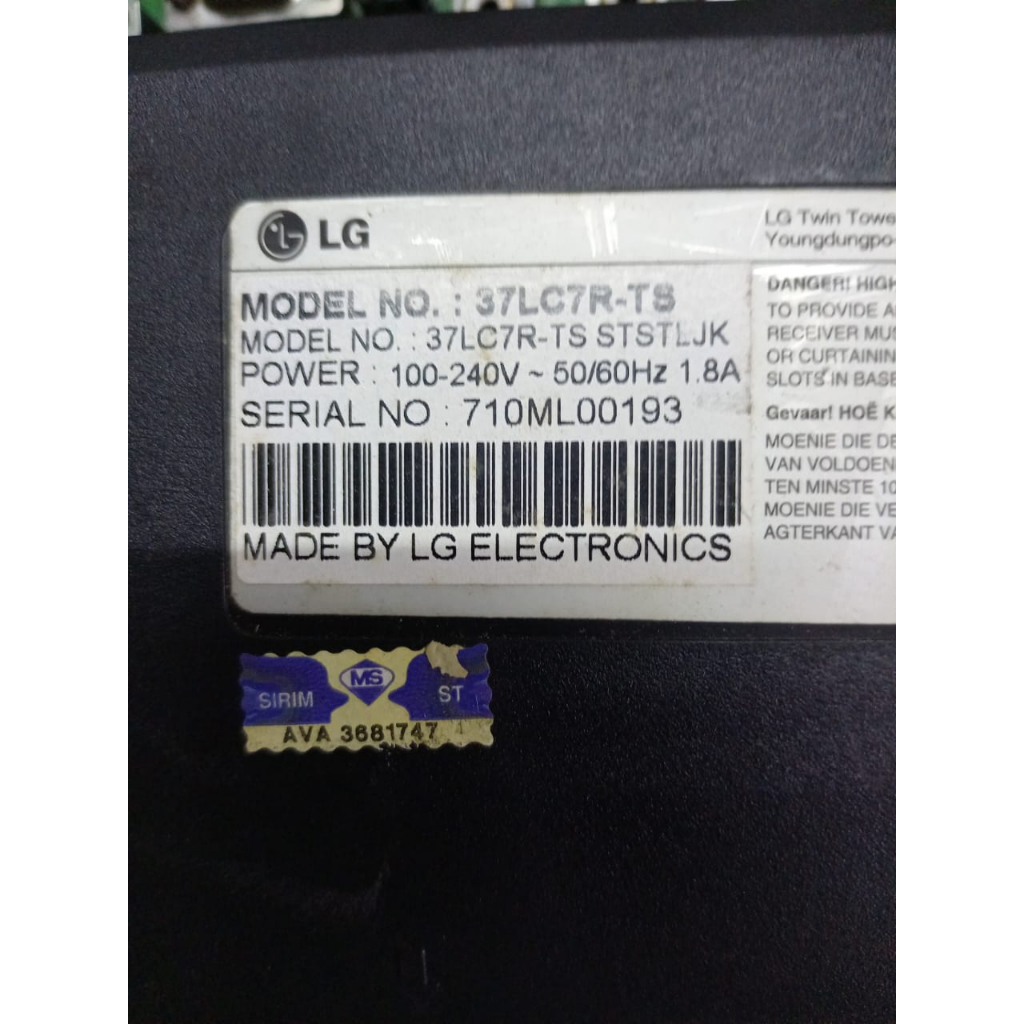 LG
MODEL NO. : 37LC7R-TS
MODEL NO. : 37LC7R-TS STSTLJK
POWER : 100-240V ~ 50/60Hz 1.8A
SERIAL NO : 710ML00193
MADE BY LG ELECTRONICS
LG Twin Towe
Youngdungpo-
DANGER! HIGH
TO PROVIDE A
RECEIVER MUS
OR CURTAININ
SLOTS IN BASE
Gevaar! HOË K
MOENIE DIE DE
VAN VOLDOEN
TEN MINSTE 10
MOENIE DIE VE
AGTERKANT VA
SIRIM MS ST
AVA 3681747